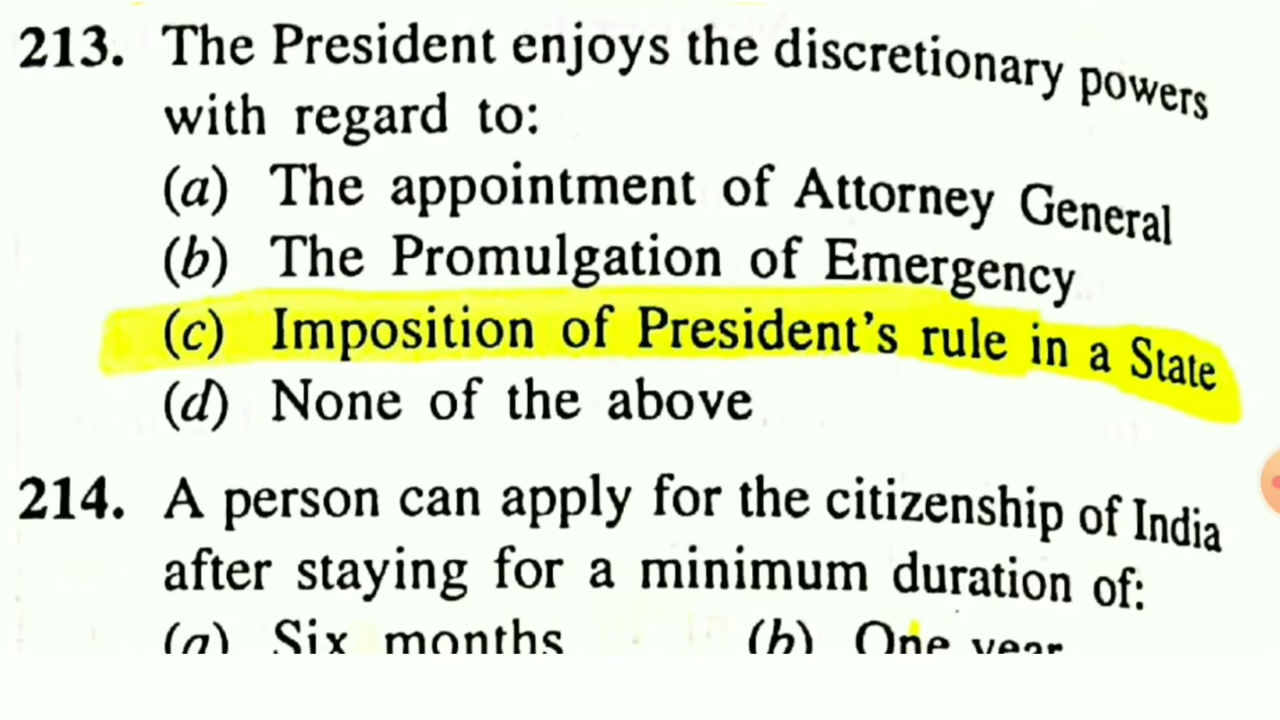 213. The President enjoys the discretionary powers
with regard to:
(a) The appointment of Attorney General
(b) The Promulgation of Emergency
(c) Imposition of President's rule in a State
(d) None of the above
214. A person can apply for the citizenship of India
after staying for a minimum duration of:
(a) Six months (b) One year